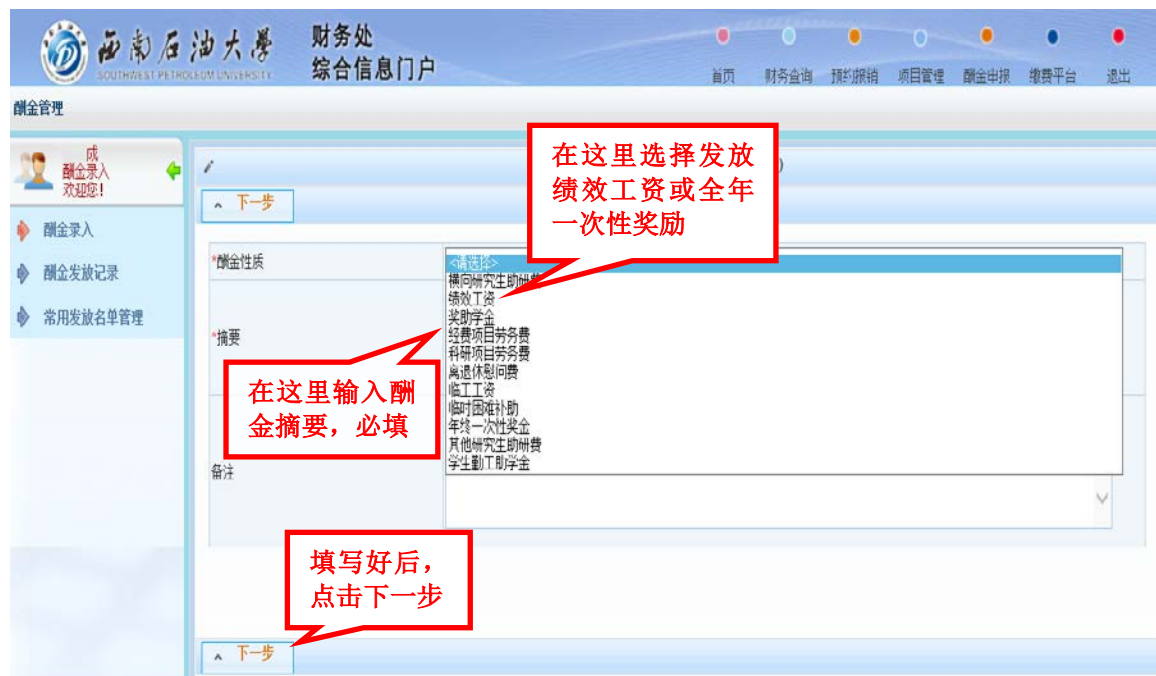 西南石油大学
SOUTHWEST PETROLEUM UNIVERSITY
财务处
综合信息门户
首页 财务查询 预约报销 项目管理 酬金申报 缴费平台 退出
酬金管理
成
酬金录入
欢迎您!
酬金录入
酬金发放记录
常用发放名单管理
)
下一步
在这里选择发放
绩效工资或全年
一次性奖励
*酬金性质
<请选择>
横向研究生助研费
绩效工资
奖助学金
经费项目劳务费
科研项目劳务费
离退休慰问费
临工工资
临时困难补助
年终一次性奖金
其他研究生助研费
学生勤工助学金
*摘要
在这里输入酬
金摘要，必填
备注
填写好后，
点击下一步
下一步